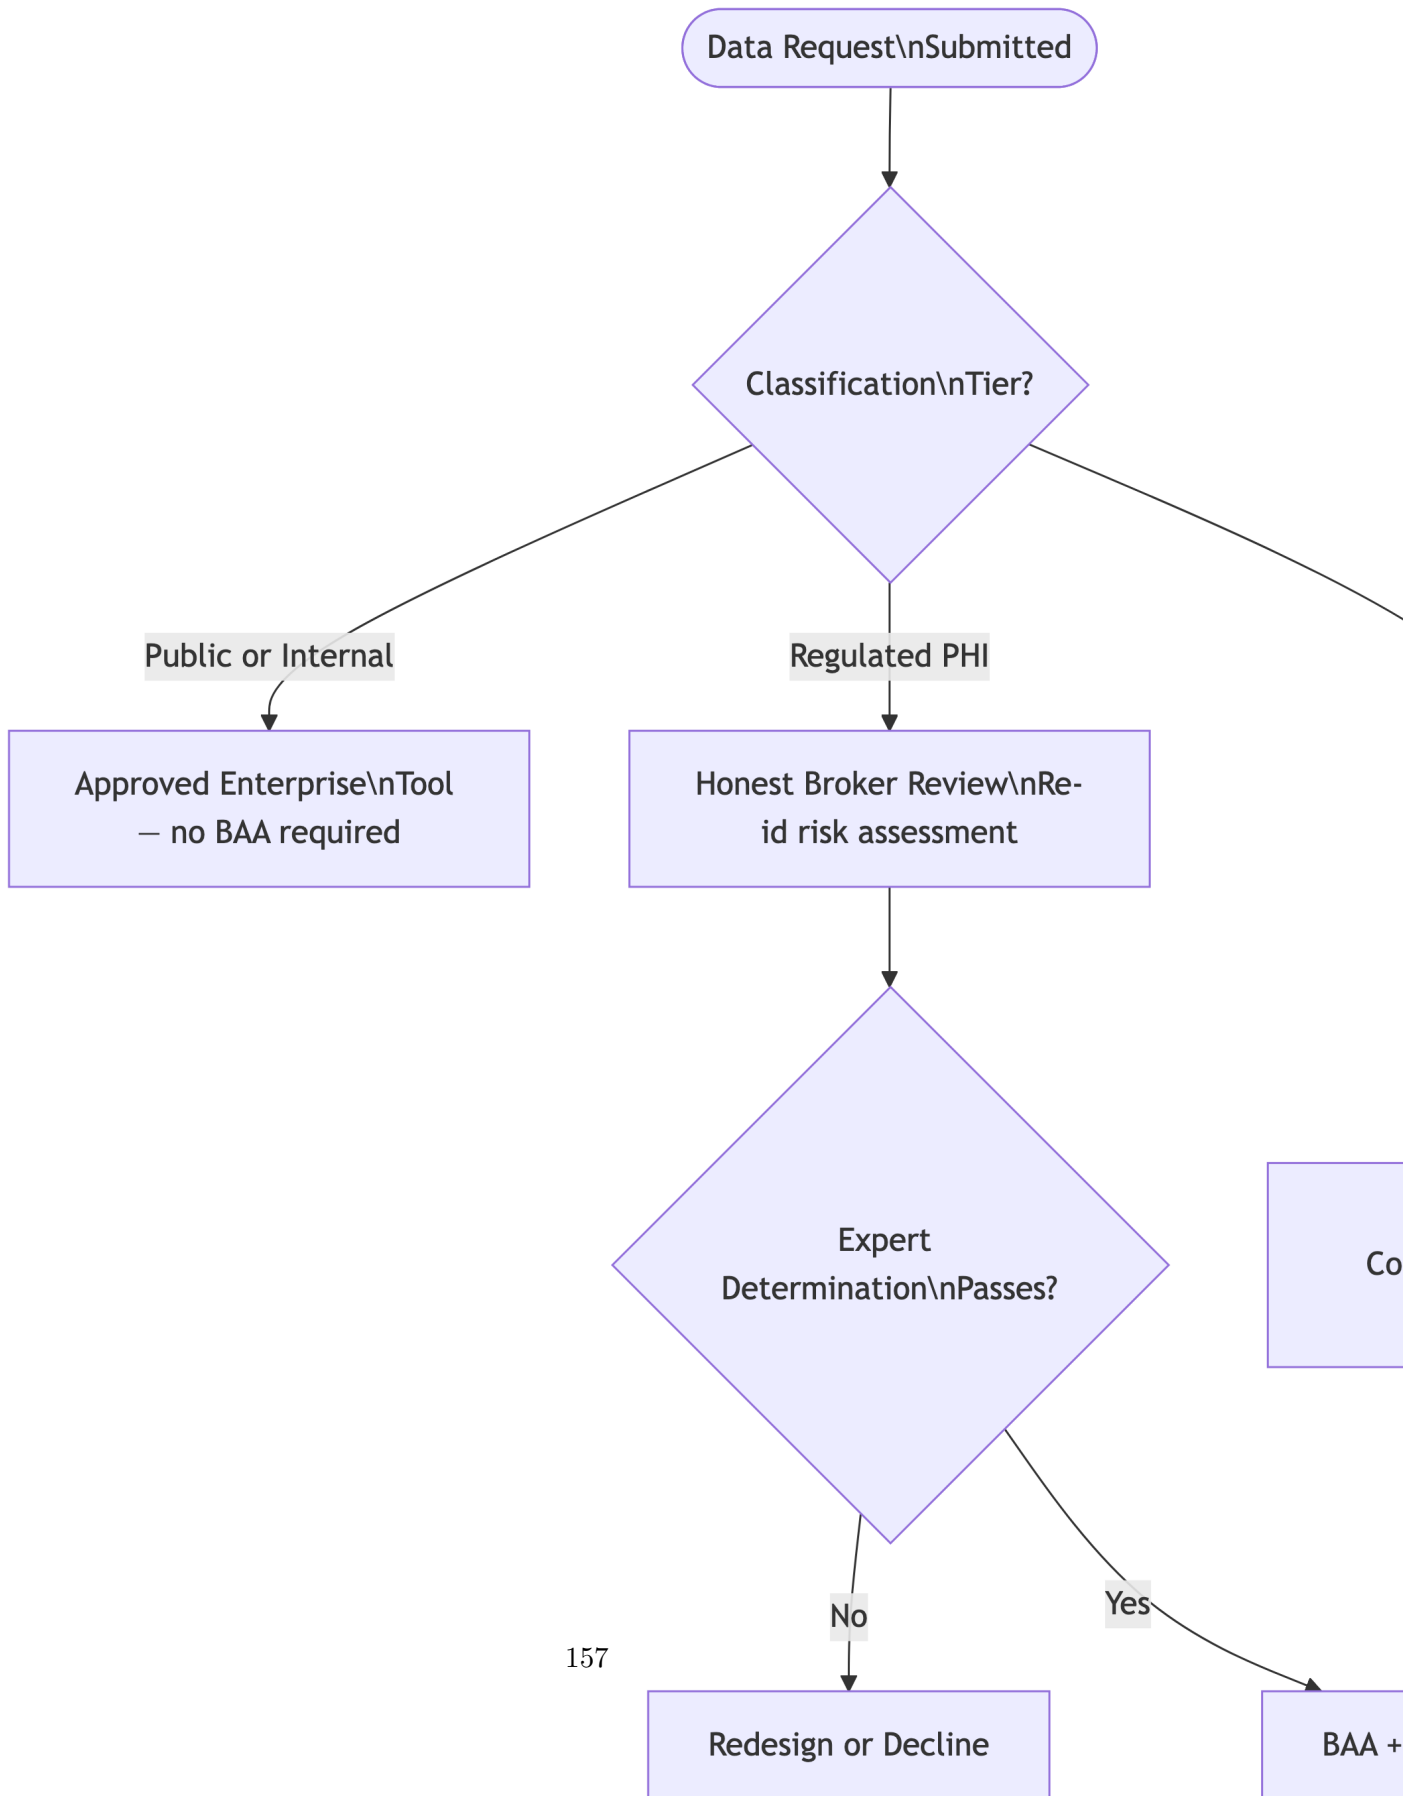 Data Request\nSubmitted
Classification\nTier?
Public or Internal
Regulated PHI
Approved Enterprise\nTool
— no BAA required
Honest Broker Review\nRe-
id risk assessment
Expert
Determination\nPasses?
Co
No
Yes
157
Redesign or Decline
BAA +